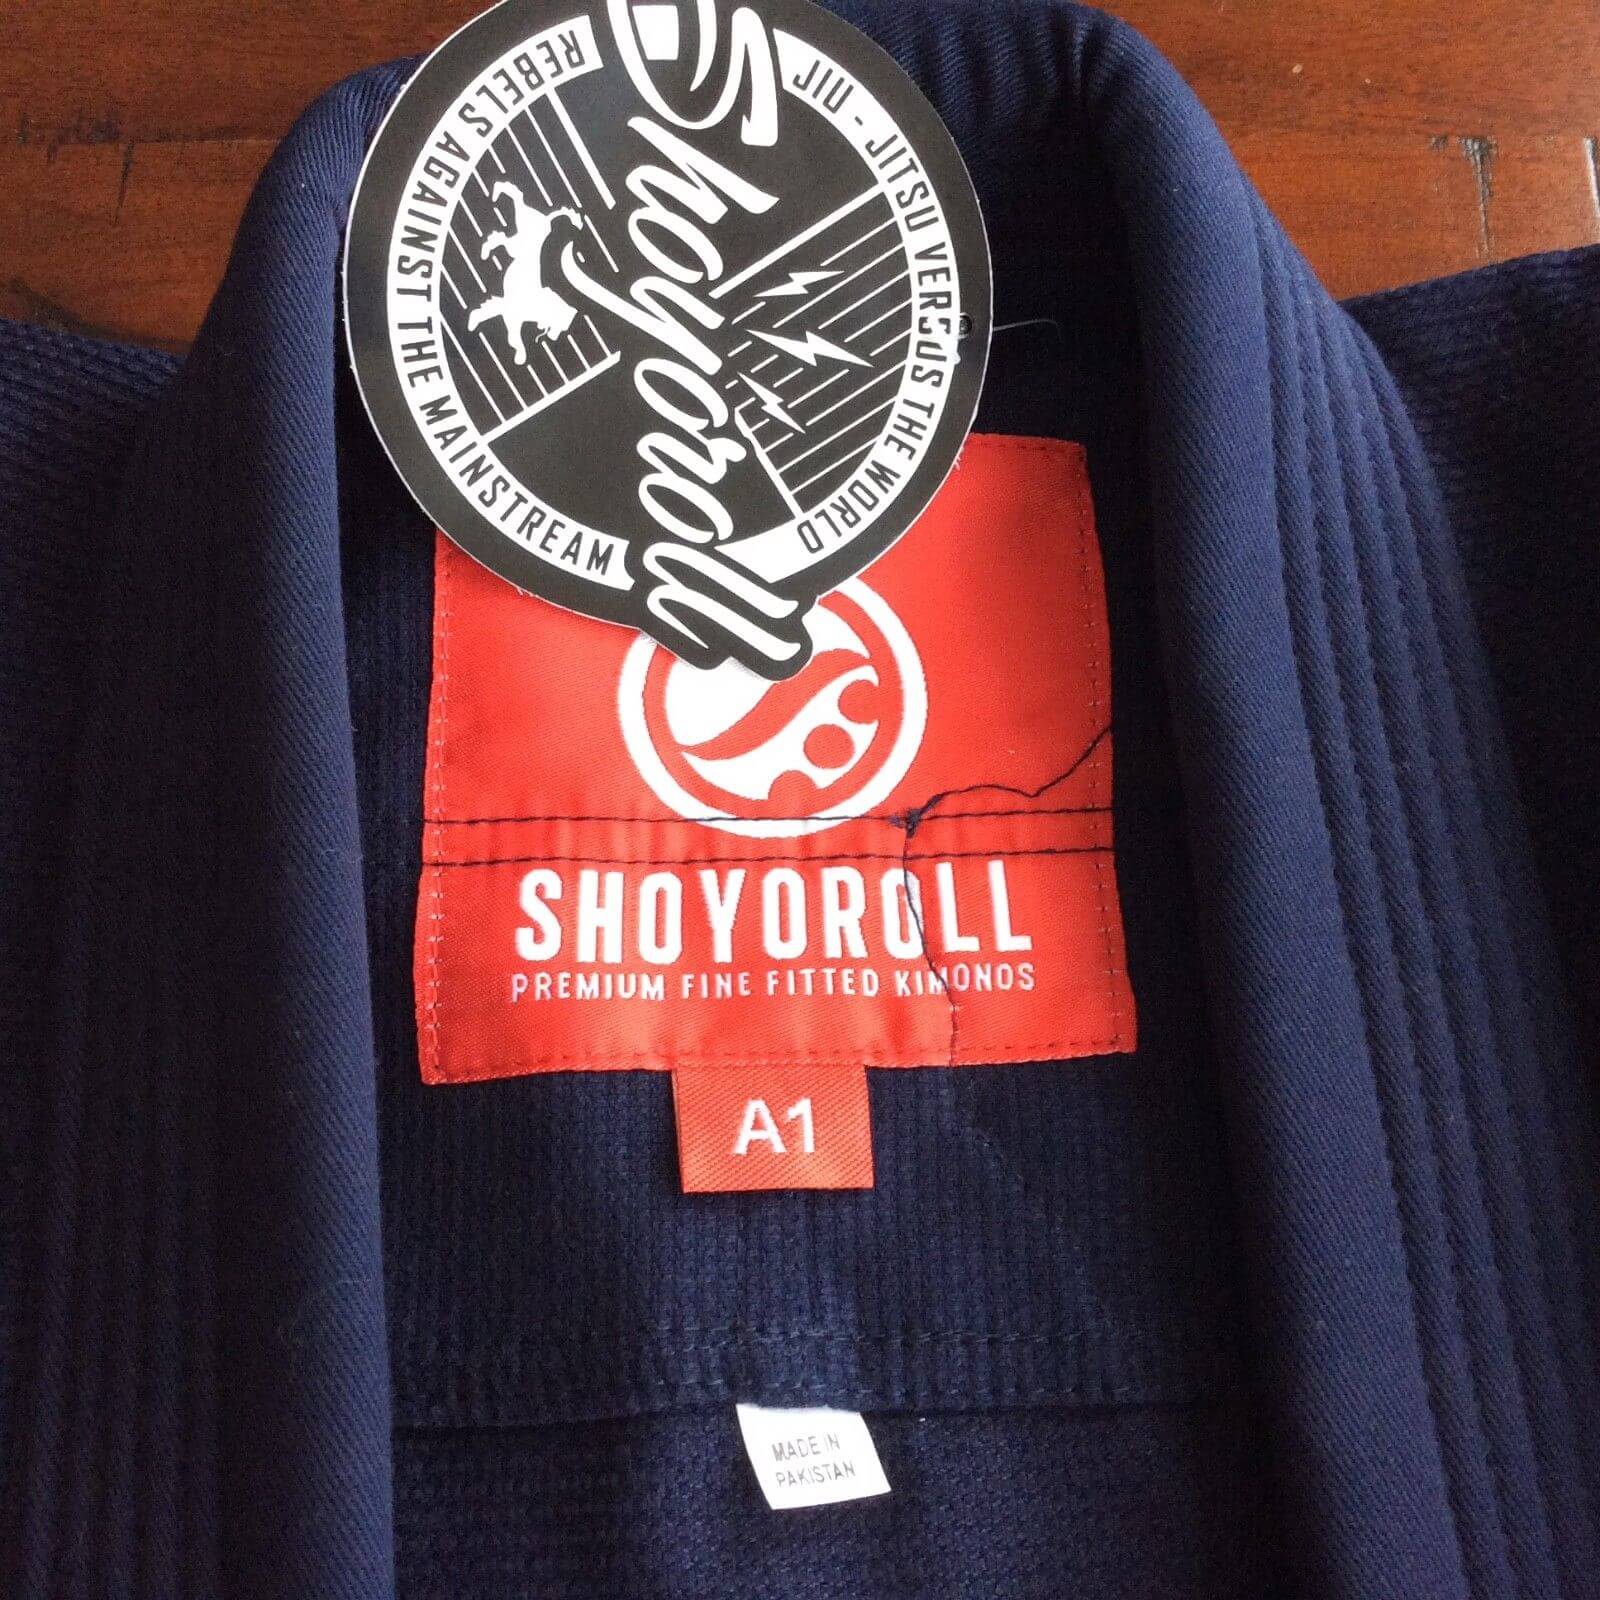 REBELS AGAINST THE MAINSTREAM
Shoyoroll
JIU-JITSU VERSUS THE WORLD
SHOYOROLL
PREMIUM FINE FITTED KIMONOS
A1
MADE IN
PAKISTAN